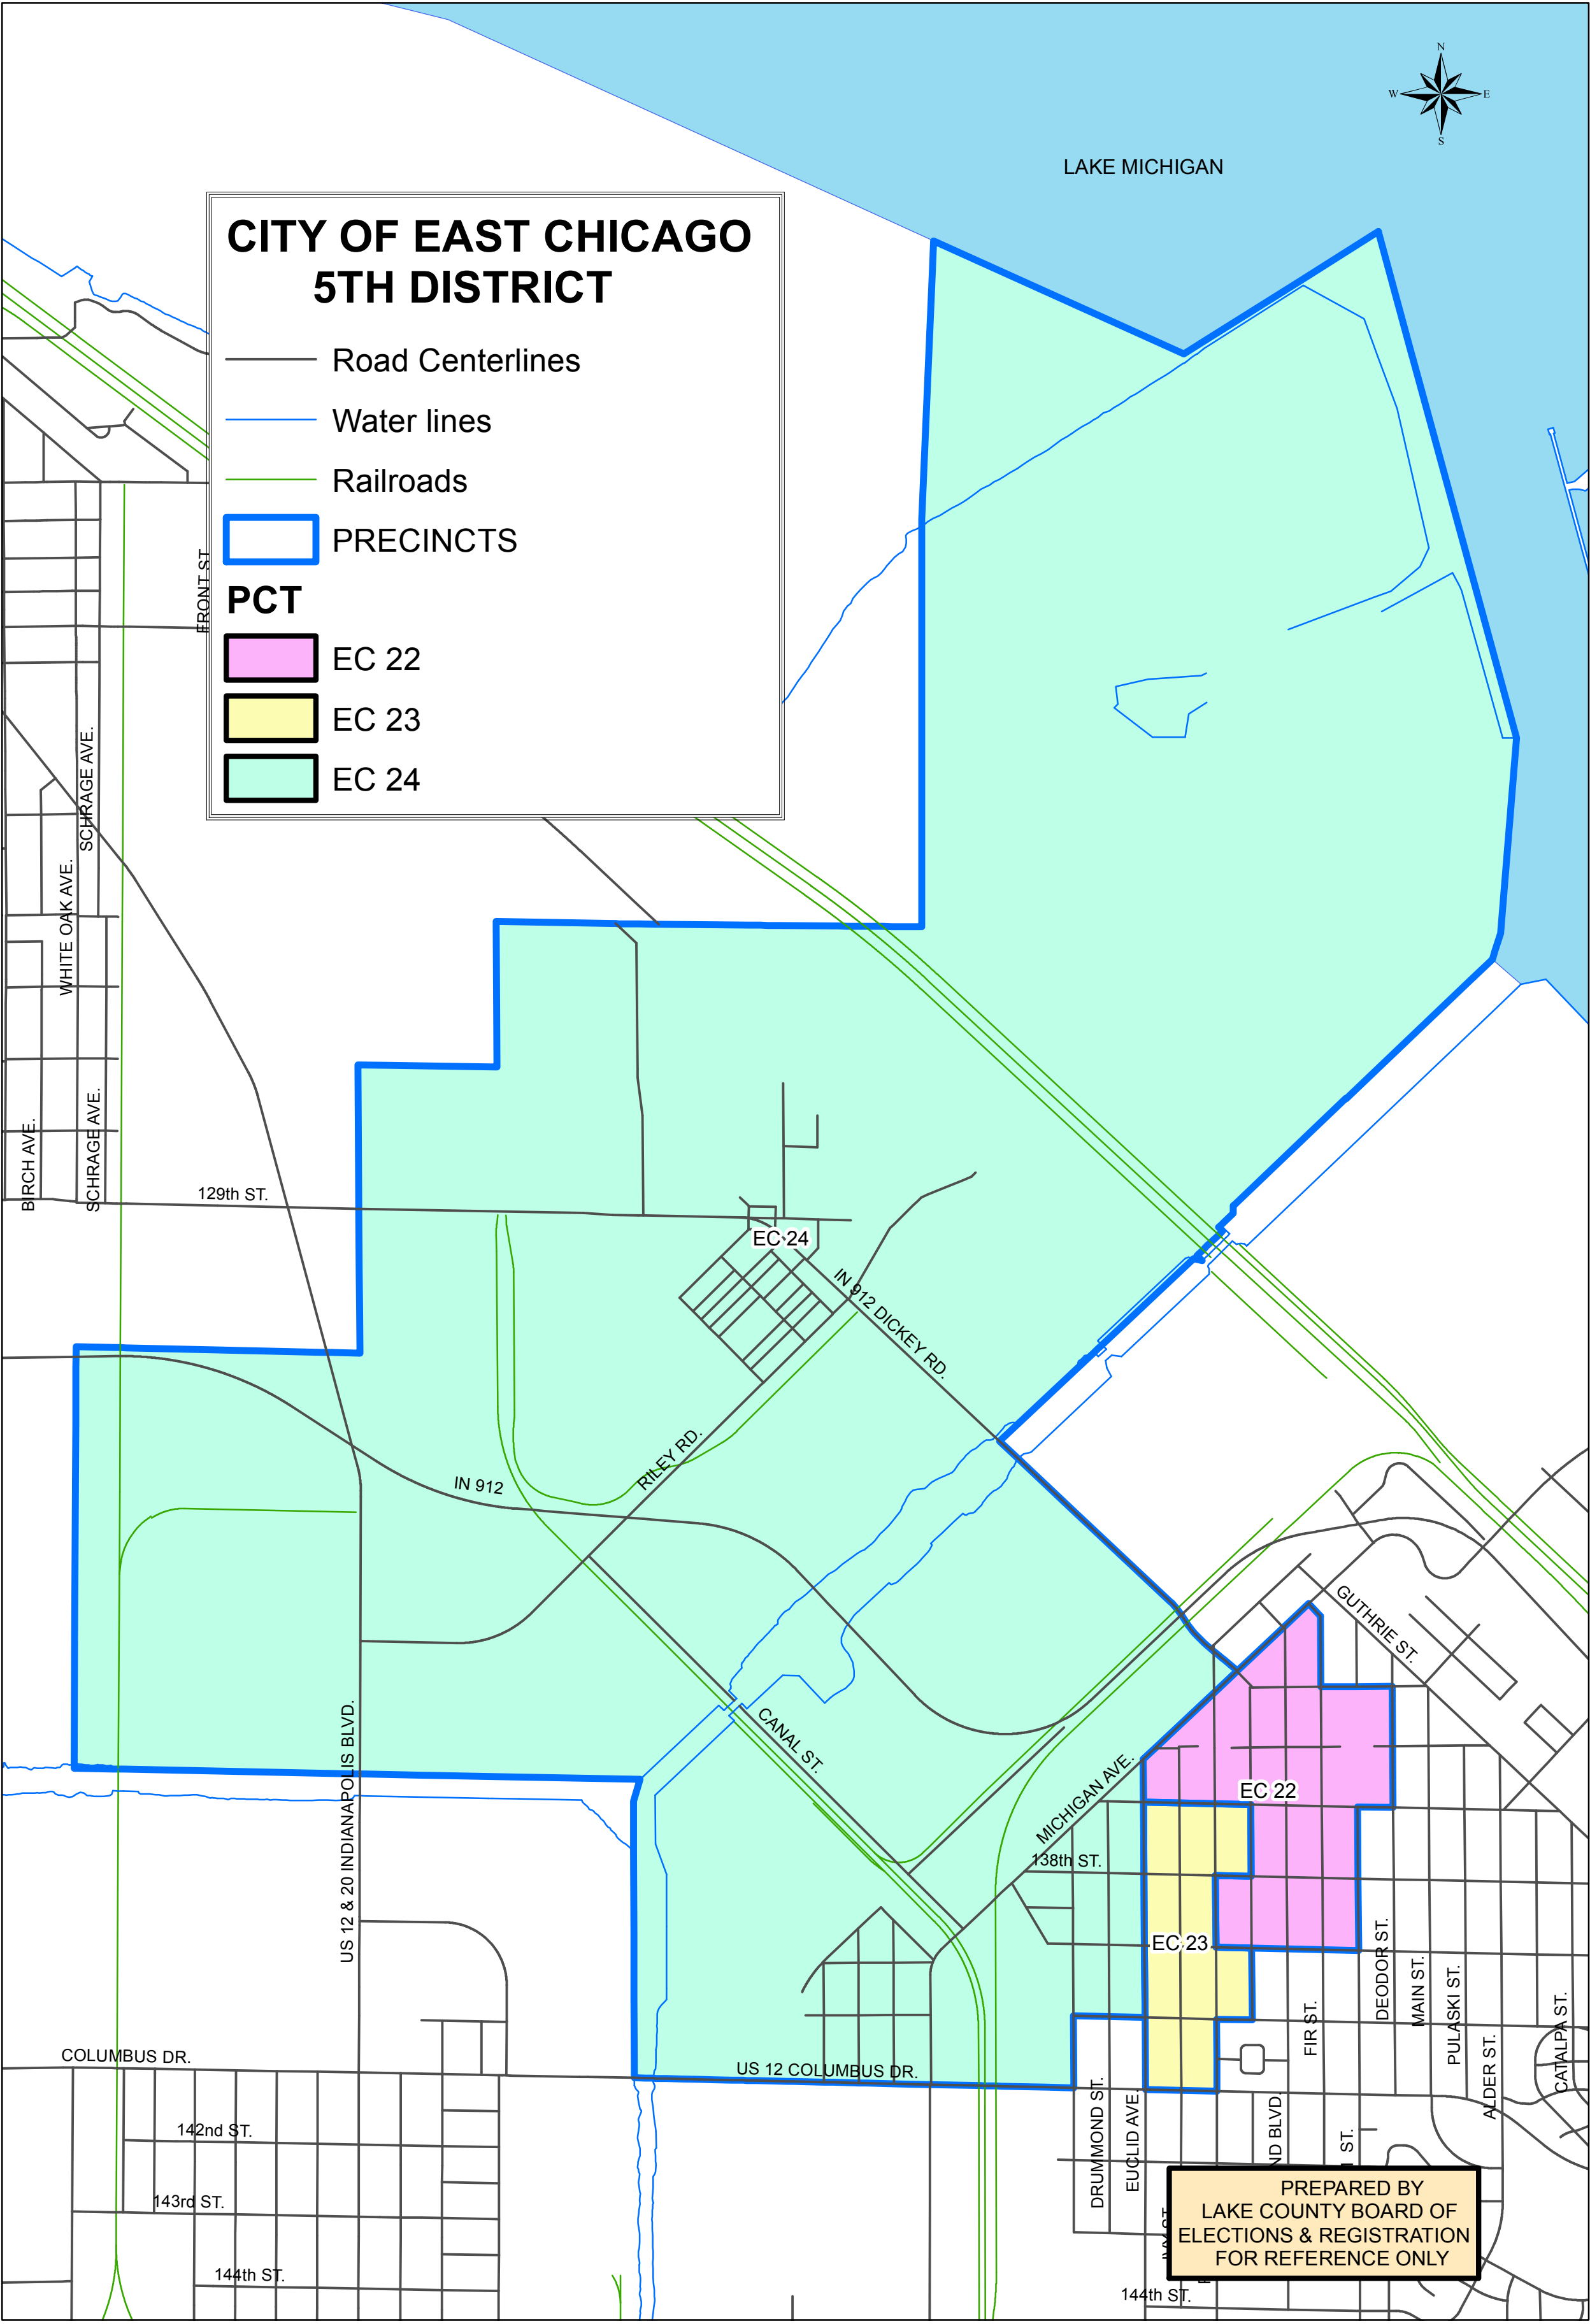 N
W
E
S
LAKE MICHIGAN
CITY OF EAST CHICAGO
5TH DISTRICT
Road Centerlines
Water lines
Railroads
PRECINCTS
PCT
EC 22
EC 23
EC 24
FRONT ST
SCHRAGE AVE.
WHITE OAK AVE.
BIRCH AVE.
SCHRAGE AVE.
129th ST.
EC 24
IN 912 DICKEY RD.
RILEY RD.
IN 912
GUTHRIE ST.
US 12 & 20 INDIANAPOLIS BLVD.
CANAL ST.
MICHIGAN AVE.
EC 22
138th ST.
EC 23
DEODOR ST.
MAIN ST.
PULASKI ST.
FIR ST.
ALDER ST.
CATALPA ST.
COLUMBUS DR.
US 12 COLUMBUS DR.
DRUMMOND ST.
EUCLID AVE.
ND BLVD.
ST.
142nd ST.
143rd ST.
144th ST.
144th ST.
PREPARED BY
LAKE COUNTY BOARD OF
ELECTIONS & REGISTRATION
FOR REFERENCE ONLY